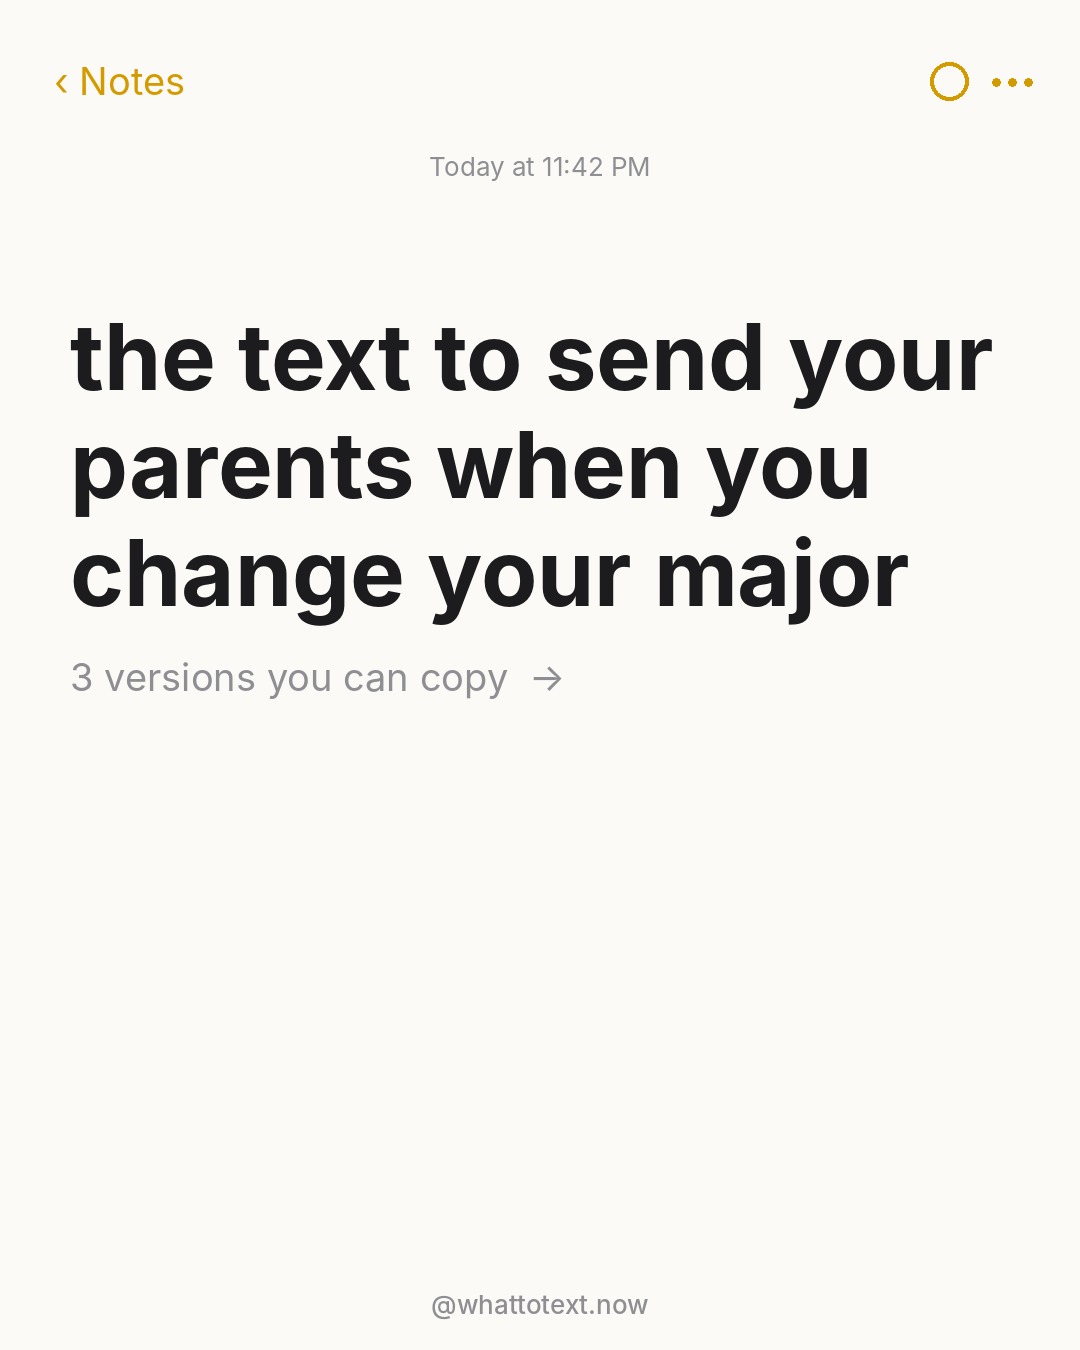 ‹ Notes
Today at 11:42 PM
the text to send your
parents when you
change your major
3 versions you can copy →
@whattotext.now